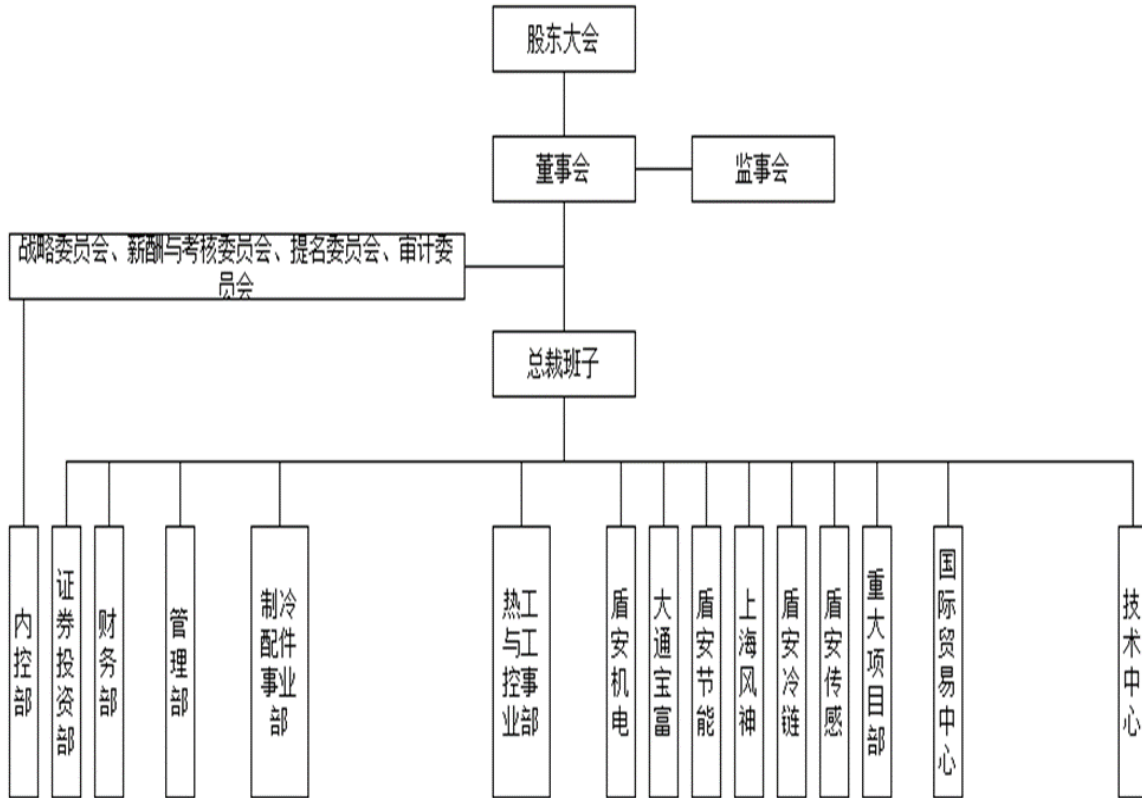 股东大会
董事会
监事会
战略委员会、薪酬与考核委员会、提名委员会、审计委
员会
总裁班子
内控部
证券投资部
财务部
管理部
制冷
配件
事业
部
热工
与工
控事
业部
盾安机电
大通宝富
盾安节能
上海风神
盾安冷链
盾安传感
重大项目部
国际贸易中心
技术中心